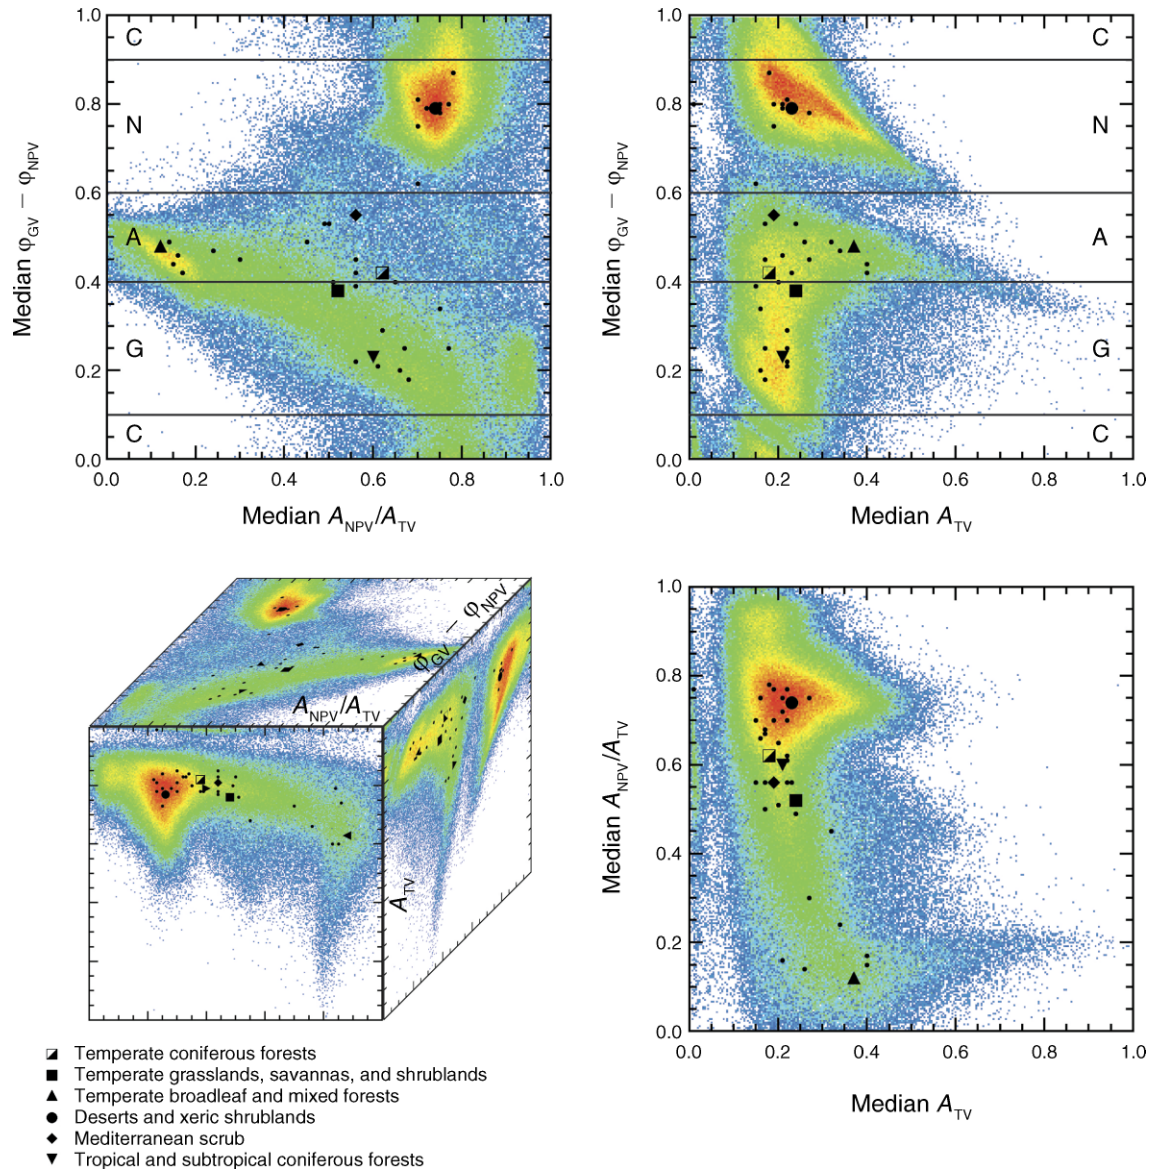 1.0
0.8
0.6
0.4
0.2
0.0
Median φGV − φNPV
C
N
A
G
C
0.0 0.2 0.4 0.6 0.8 1.0
Median ANPV/ATV
1.0
0.8
0.6
0.4
0.2
0.0
Median φGV − φNPV
C
N
A
G
C
0.0 0.2 0.4 0.6 0.8 1.0
Median ATV
φGV − φNPV
ANPV/ATV
ATV
1.0
0.8
0.6
0.4
0.2
0.0
Median ANPV/ATV
0.0 0.2 0.4 0.6 0.8 1.0
Median ATV
Temperate coniferous forests
Temperate grasslands, savannas, and shrublands
Temperate broadleaf and mixed forests
Deserts and xeric shrublands
Mediterranean scrub
Tropical and subtropical coniferous forests